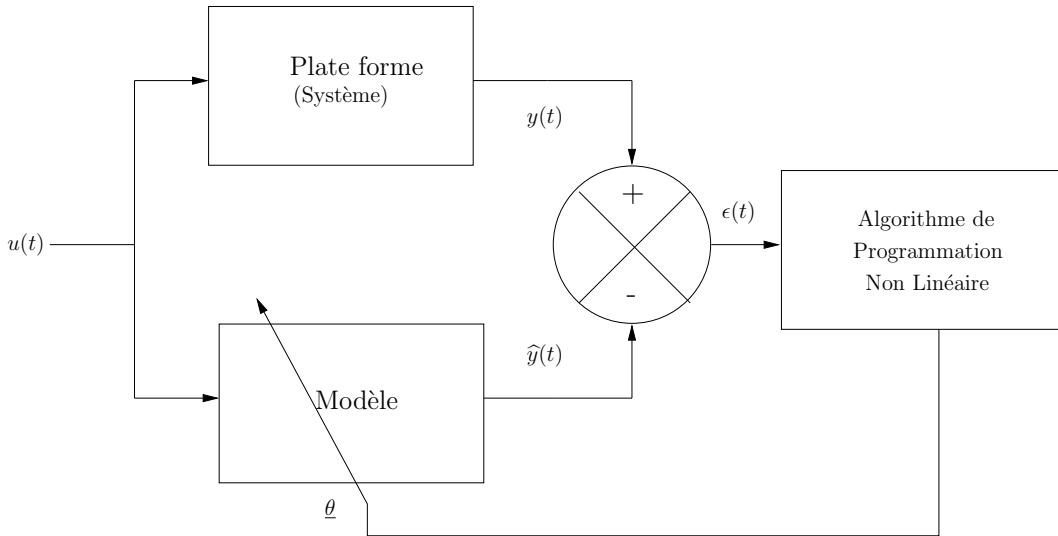 Plate forme
(Système)
y(t)
+
ϵ(t)
Algorithme de
Programmation
Non Linéaire
u(t)
-
ŷ(t)
Modèle
θ